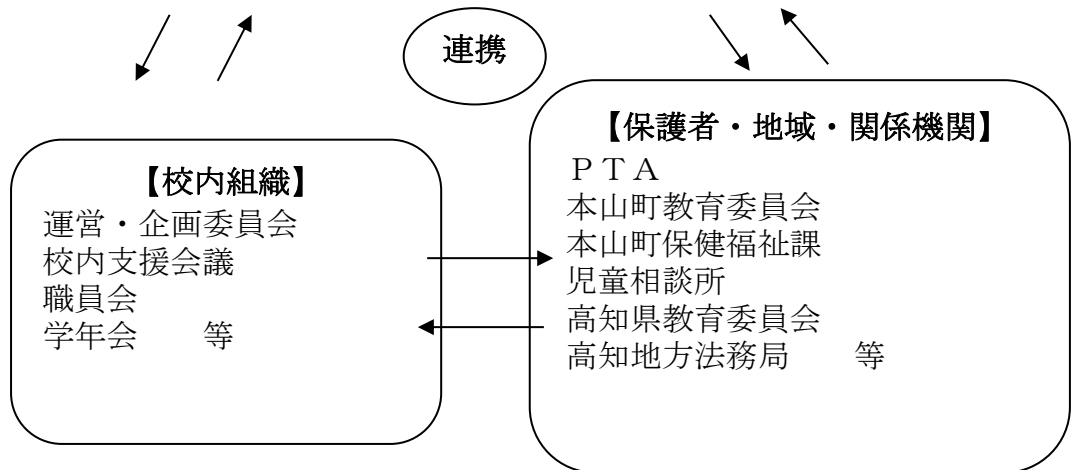 連携
【校内組織】
運営・企画委員会
校内支援会議
職員会
学年会　　等
【保護者・地域・関係機関】
ＰＴＡ
本山町教育委員会
本山町保健福祉課
児童相談所
高知県教育委員会
高知地方法務局　　等